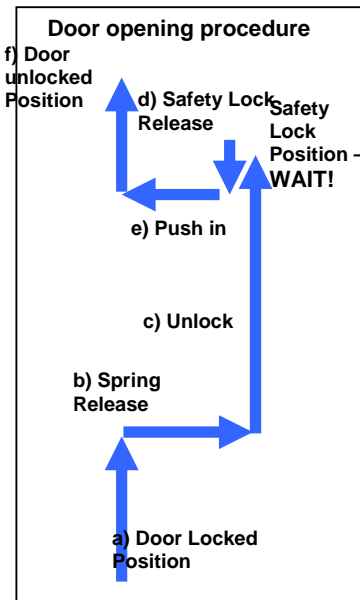 Door opening procedure
f) Door
unlocked
Position
d) Safety Lock
Release
Safety
Lock
Position –
WAIT!
e) Push in
c) Unlock
b) Spring
Release
a) Door Locked
Position